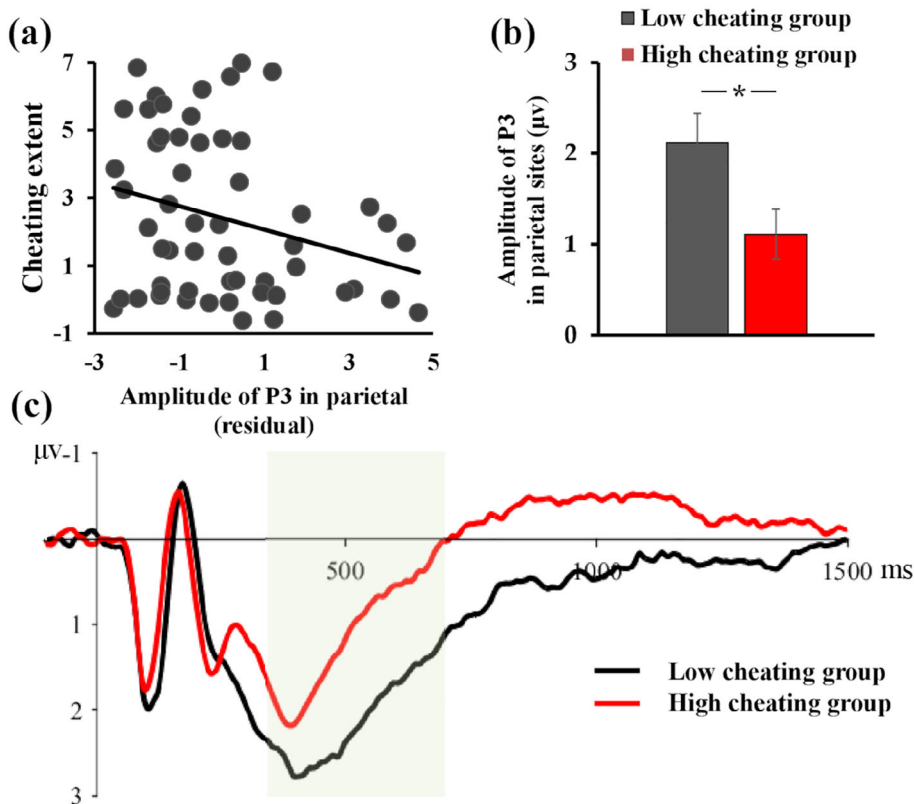 (a)
7
5
3
1
-1
-3
-1
1
3
5
Cheating extent
Amplitude of P3 in parietal
(residual)
(b)
Low cheating group
High cheating group
3
2
1
0
*
Amplitude of P3
in parietal sites (μv)
(c)
μv
-1
1
2
3
500
1000
1500 ms
Low cheating group
High cheating group